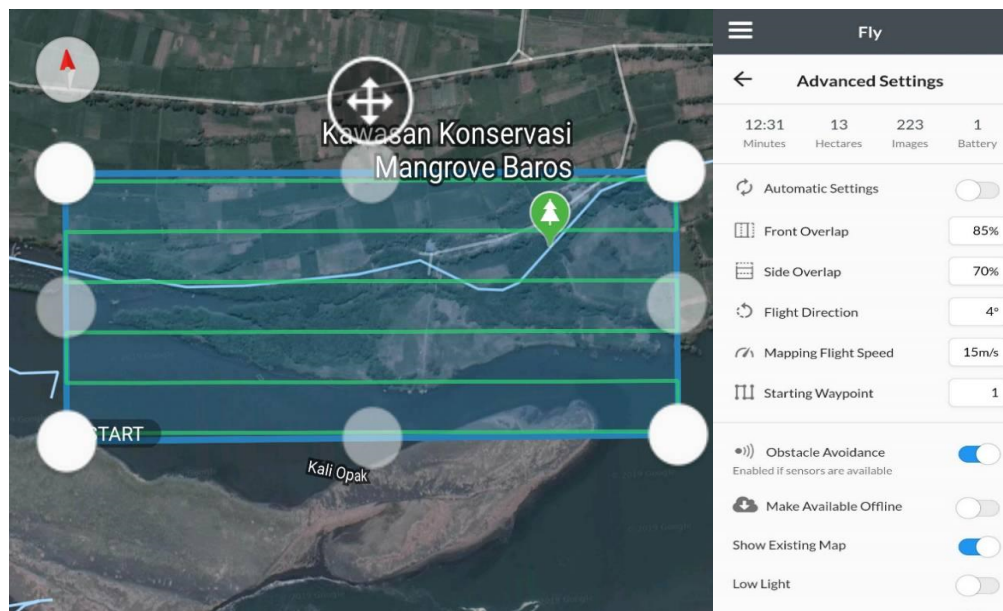 Kawasan Konservasi
Mangrove Baros
START
Kali Opak
Fly
Advanced Settings
12:31 13 223 1
Minutes Hectares Images Battery
Automatic Settings
Front Overlap 85%
Side Overlap 70%
Flight Direction 4°
Mapping Flight Speed 15m/s
Starting Waypoint 1
Obstacle Avoidance
Enabled if sensors are available
Make Available Offline
Show Existing Map
Low Light